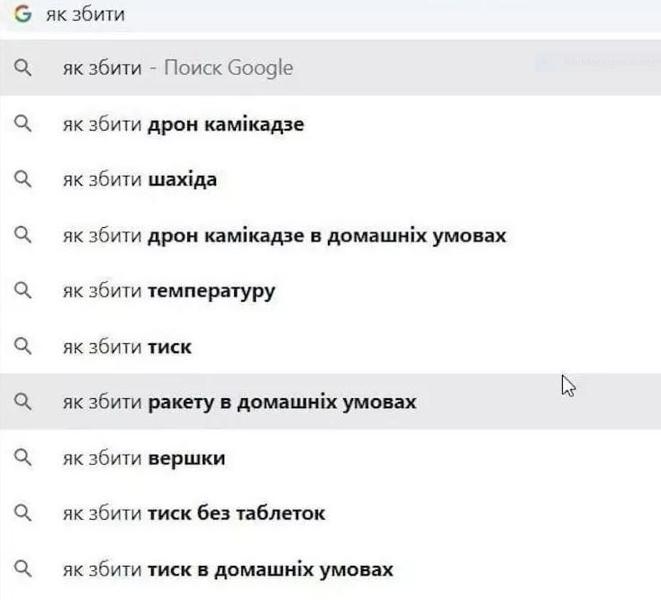 як збити
як збити - Поиск Google
як збити дрон камікадзе
як збити шахіда
як збити дрон камікадзе в домашніх умовах
як збити температуру
як збити тиск
як збити ракету в домашніх умовах
як збити вершки
як збити тиск без таблеток
як збити тиск в домашніх умовах